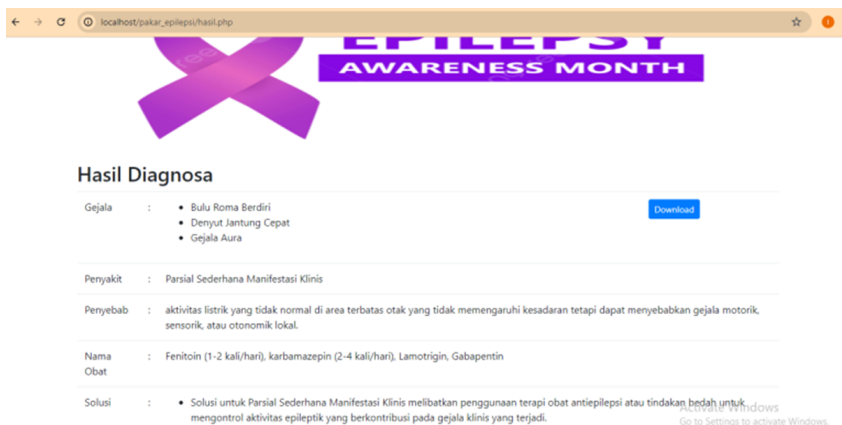 localhost/pakar_epilepsi/hasil.php
EPILEPSY
AWARENESS MONTH
Hasil Diagnosa
Gejala : • Bulu Roma Berdiri
• Denyut Jantung Cepat
• Gejala Aura
Download
Penyakit : Parsial Sederhana Manifestasi Klinis
Penyebab : aktivitas listrik yang tidak normal di area terbatas otak yang tidak memengaruhi kesadaran tetapi dapat menyebabkan gejala motorik,
sensorik, atau otonomik lokal.
Nama : Fenitoin (1-2 kali/hari), karbamazepin (2-4 kali/hari), Lamotrigin, Gabapentin
Obat
Solusi : • Solusi untuk Parsial Sederhana Manifestasi Klinis melibatkan penggunaan terapi obat antiepilepsi atau tindakan bedah untuk
mengontrol aktivitas epileptik yang berkontribusi pada gejala klinis yang terjadi.
Activate Windows
Go to Settings to activate Windows.